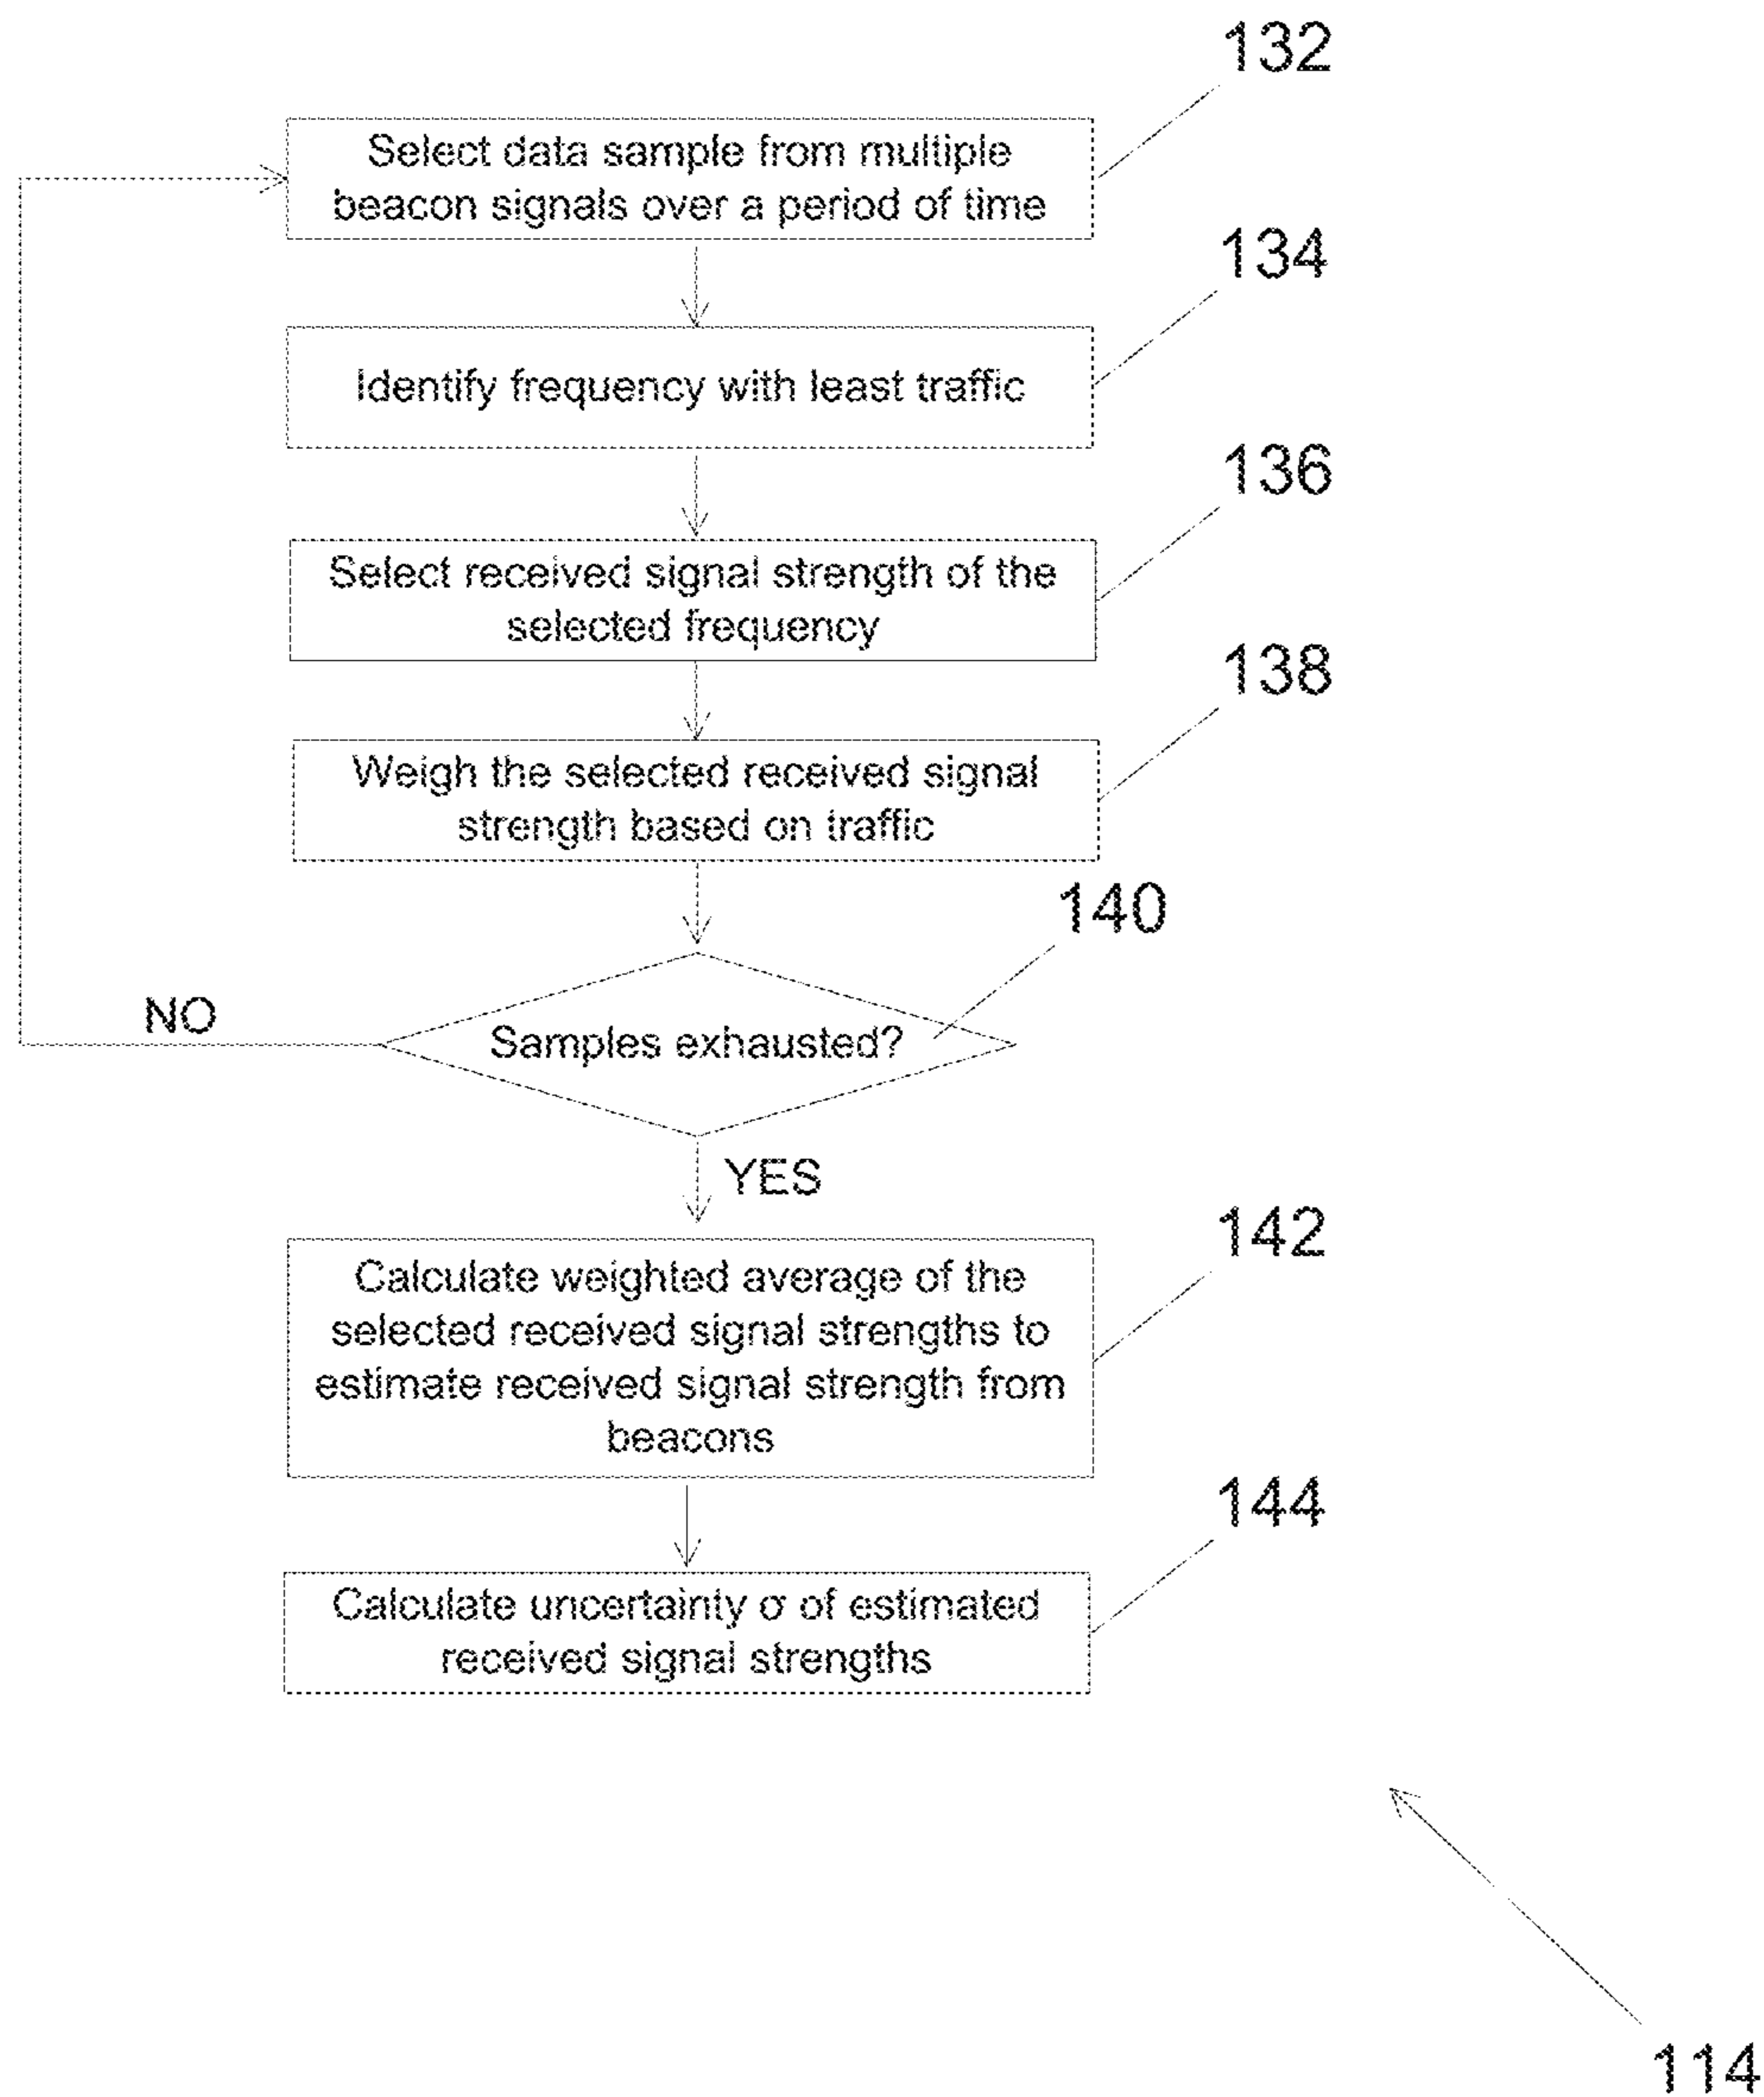 132
Select data sample from multiple
beacon signals over a period of time
134
Identify frequency with least traffic
136
Select received signal strength of the
selected frequency
138
Weigh the selected received signal
strength based on traffic
140
NO
Samples exhausted?
YES
142
Calculate weighted average of the
selected received signal strengths to
estimate received signal strength from
beacons
144
Calculate uncertainty σ of estimated
received signal strengths
114